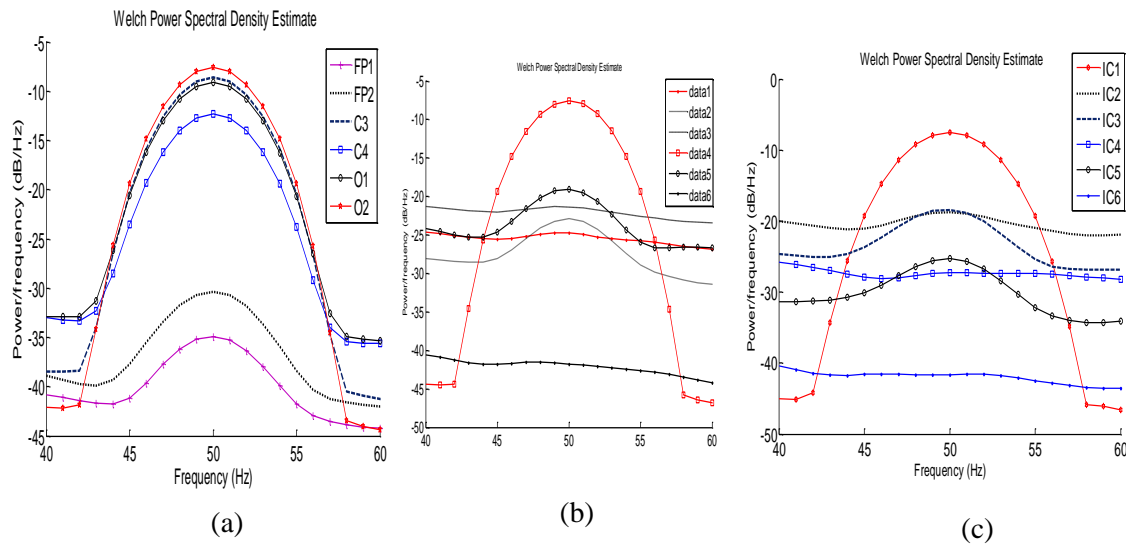 Welch Power Spectral Density Estimate
Power/frequency (dB/Hz)
-5
-10
-15
-20
-25
-30
-35
-40
-45
40
45
50
55
60
Frequency (Hz)
FP1
FP2
C3
C4
O1
O2
(a)
Welch Power Spectral Density Estimate
Power/frequency (dB/Hz)
0
-5
-10
-15
-20
-25
-30
-35
-40
-45
-50
40
45
50
55
60
Frequency (Hz)
data1
data2
data3
data4
data5
data6
(b)
Welch Power Spectral Density Estimate
Power/frequency (dB/Hz)
0
-10
-20
-30
-40
-50
40
45
50
55
60
Frequency (Hz)
IC1
IC2
IC3
IC4
IC5
IC6
(c)